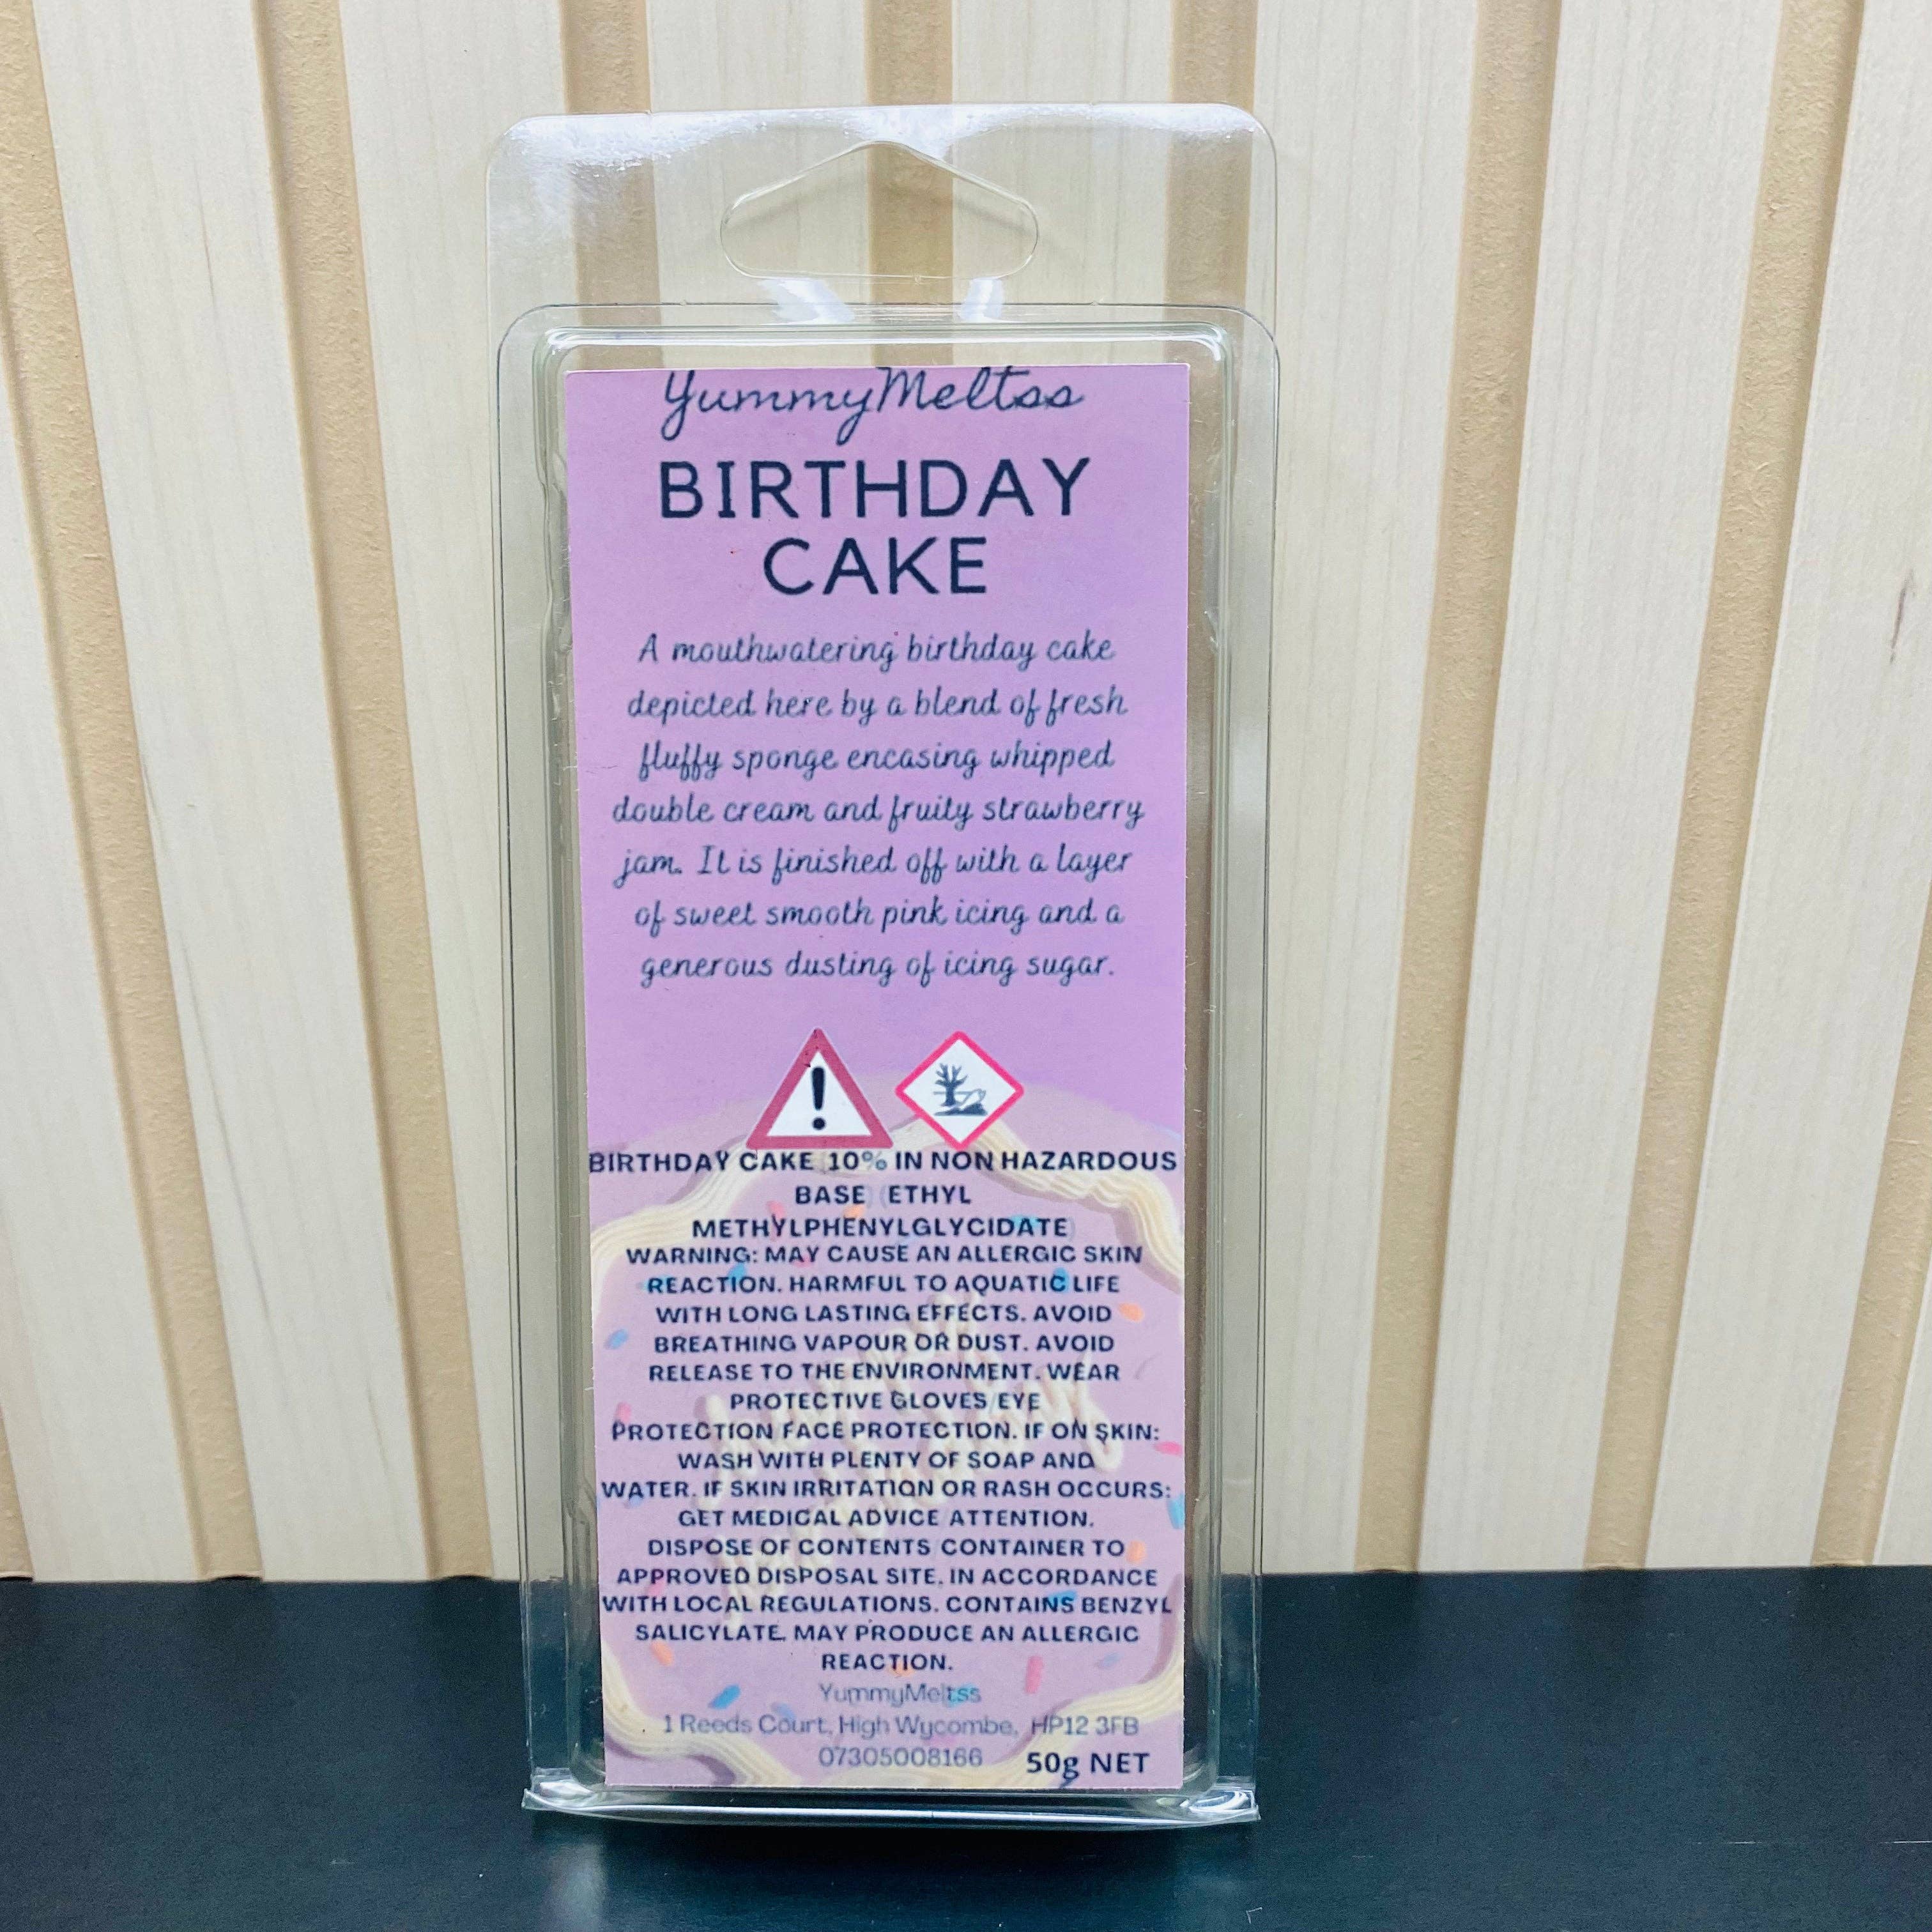 YummyMeltss
BIRTHDAY
CAKE
A mouthwatering birthday cake
depicted here by a blend of fresh
fluffy sponge encasing whipped
double cream and fruity strawberry
jam. It is finished off with a layer
of sweet smooth pink icing and a
generous dusting of icing sugar.
BIRTHDAY CAKE 10% IN NON HAZARDOUS
BASE (ETHYL
METHYLPHENYLGLYCIDATE)
WARNING: MAY CAUSE AN ALLERGIC SKIN
REACTION. HARMFUL TO AQUATIC LIFE
WITH LONG LASTING EFFECTS. AVOID
BREATHING VAPOUR OR DUST. AVOID
RELEASE TO THE ENVIRONMENT. WEAR
PROTECTIVE GLOVES/EYE
PROTECTION FACE PROTECTION. IF ON SKIN:
WASH WITH PLENTY OF SOAP AND
WATER. IF SKIN IRRITATION OR RASH OCCURS:
GET MEDICAL ADVICE ATTENTION.
DISPOSE OF CONTENTS CONTAINER TO
APPROVED DISPOSAL SITE, IN ACCORDANCE
WITH LOCAL REGULATIONS. CONTAINS BENZYL
SALICYLATE. MAY PRODUCE AN ALLERGIC
REACTION.
YummyMeltss
1 Reeds Court, High Wycombe, HP12 3FB
07305008166 50g NET